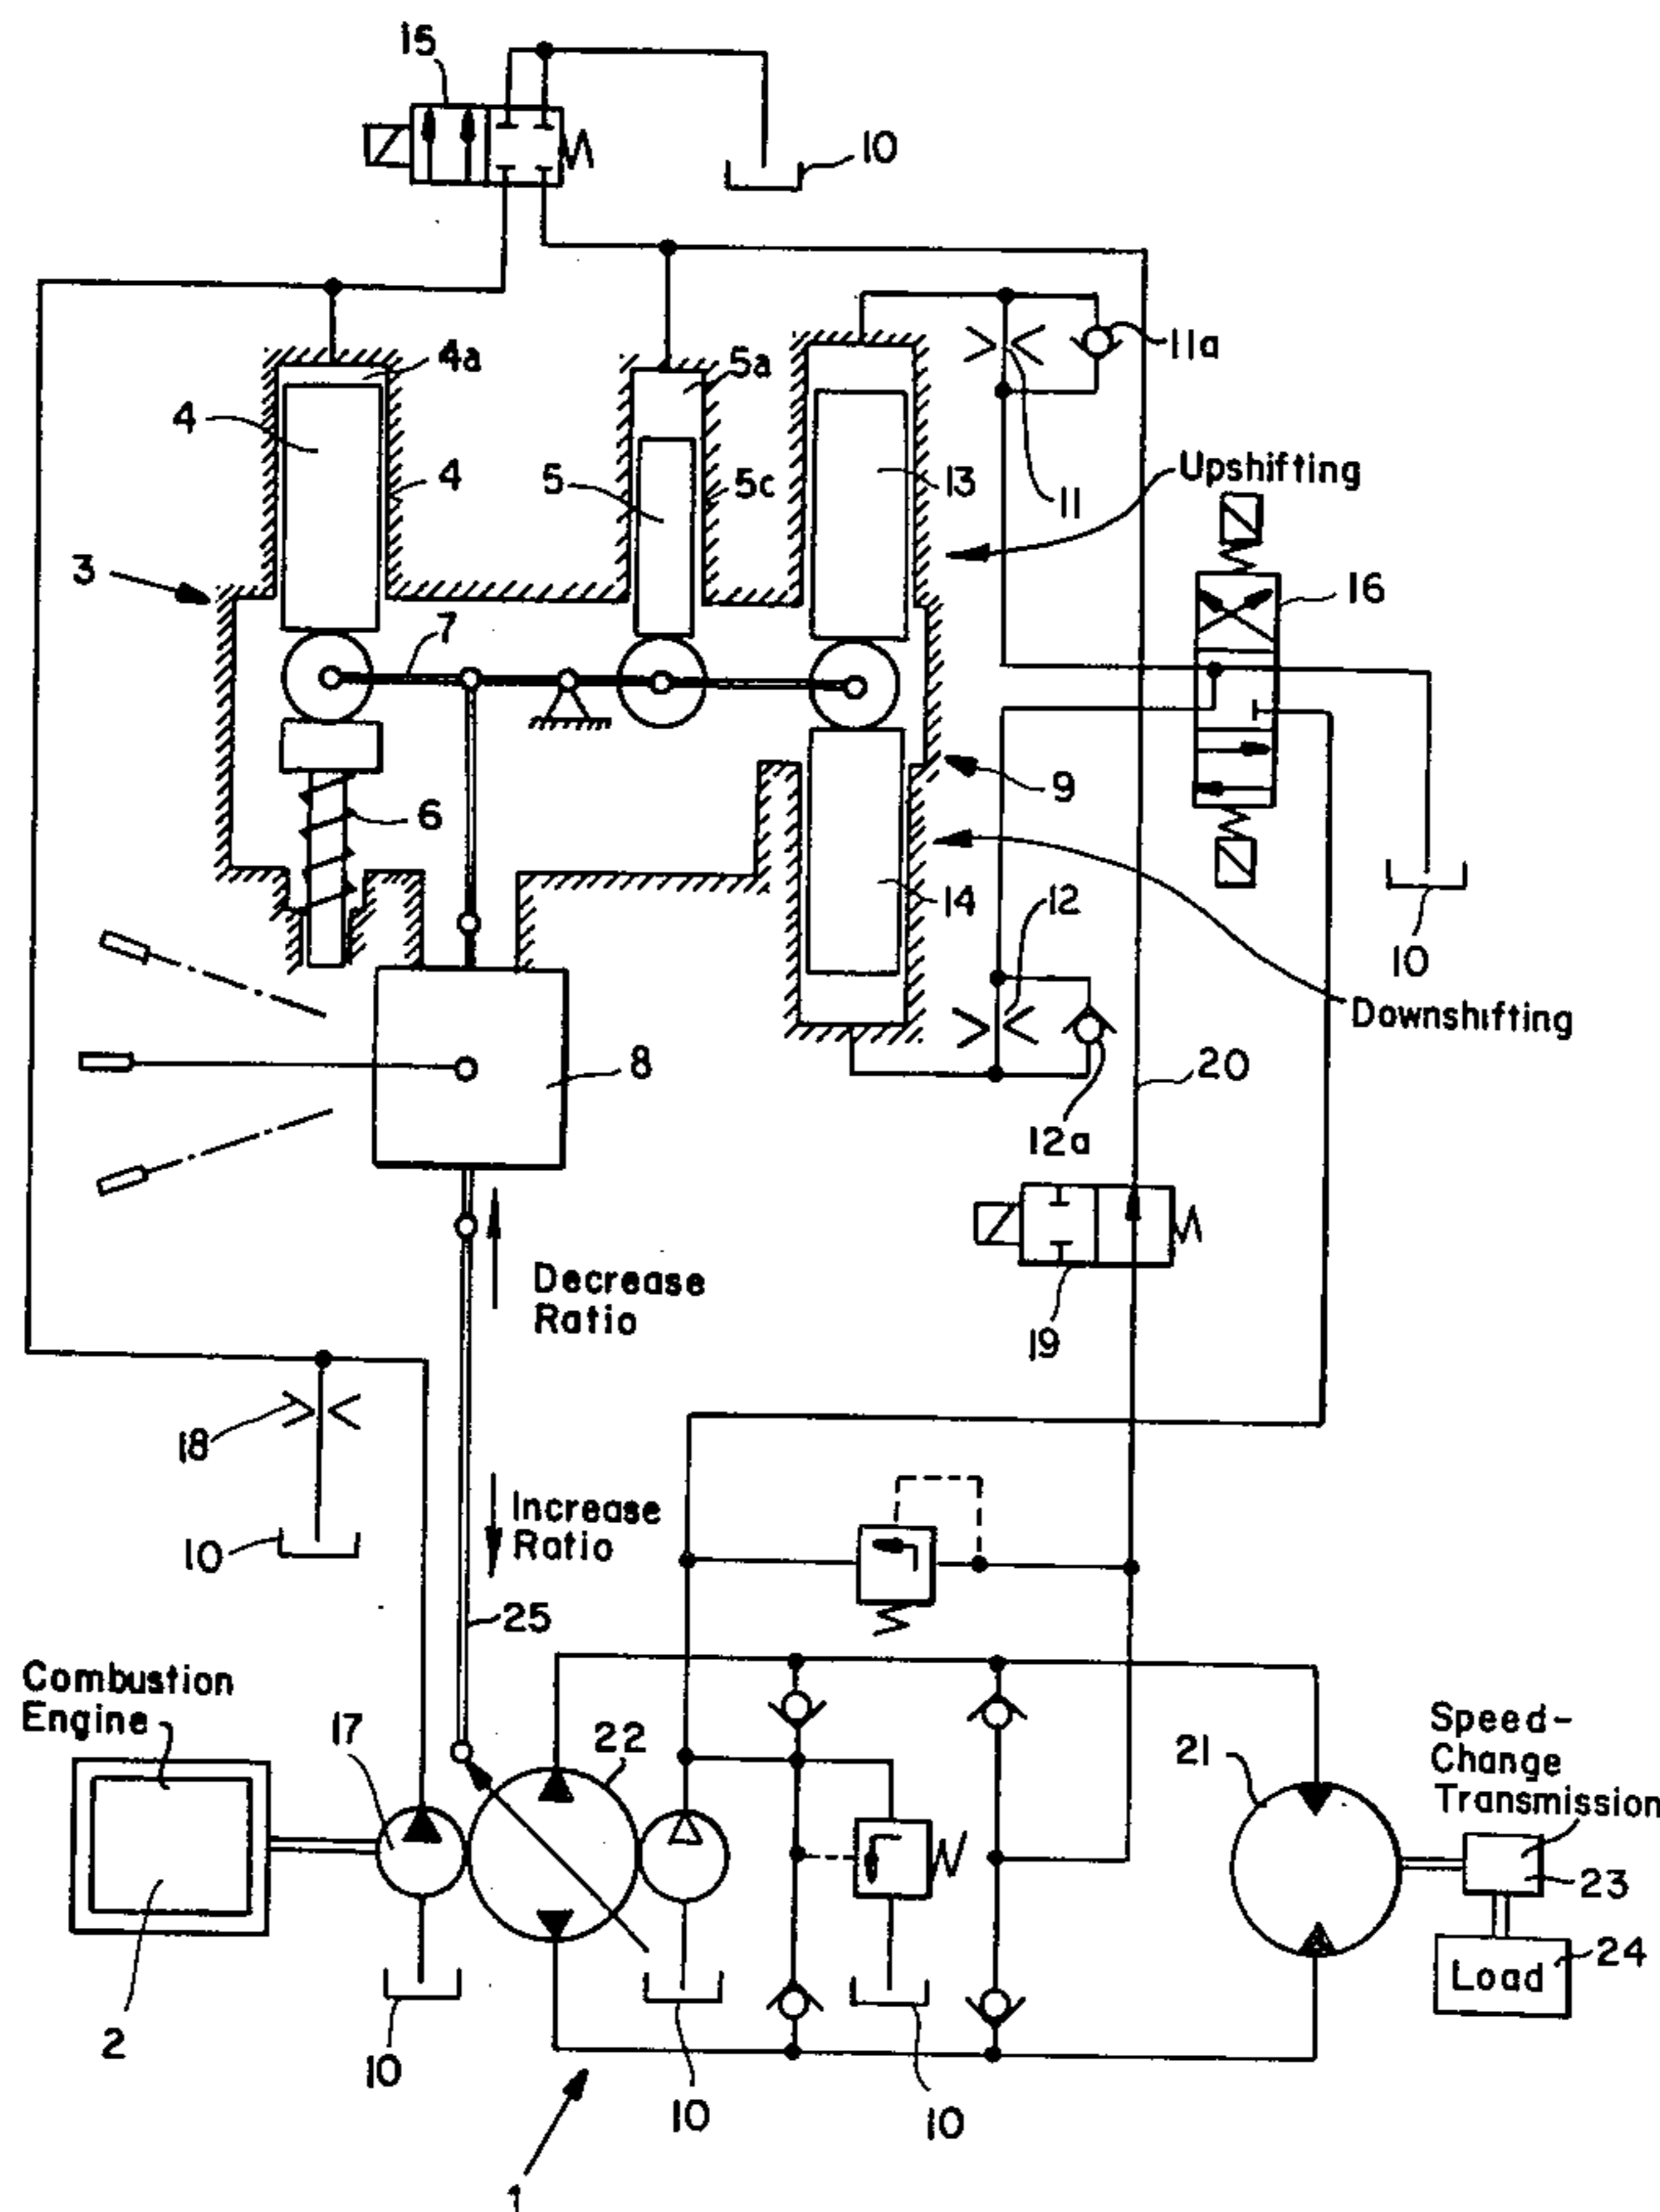 15
10
4a
5a
11a
4
4
5
5c
13
11
Upshifting
3
7
16
6
9
14
12
10
Downshifting
8
20
12a
Decrease
Ratio
19
18
Increase
Ratio
10
25
Combustion
Engine
17
22
21
Speed-
Change
Transmission
23
24
Load
2
10
10
10
1